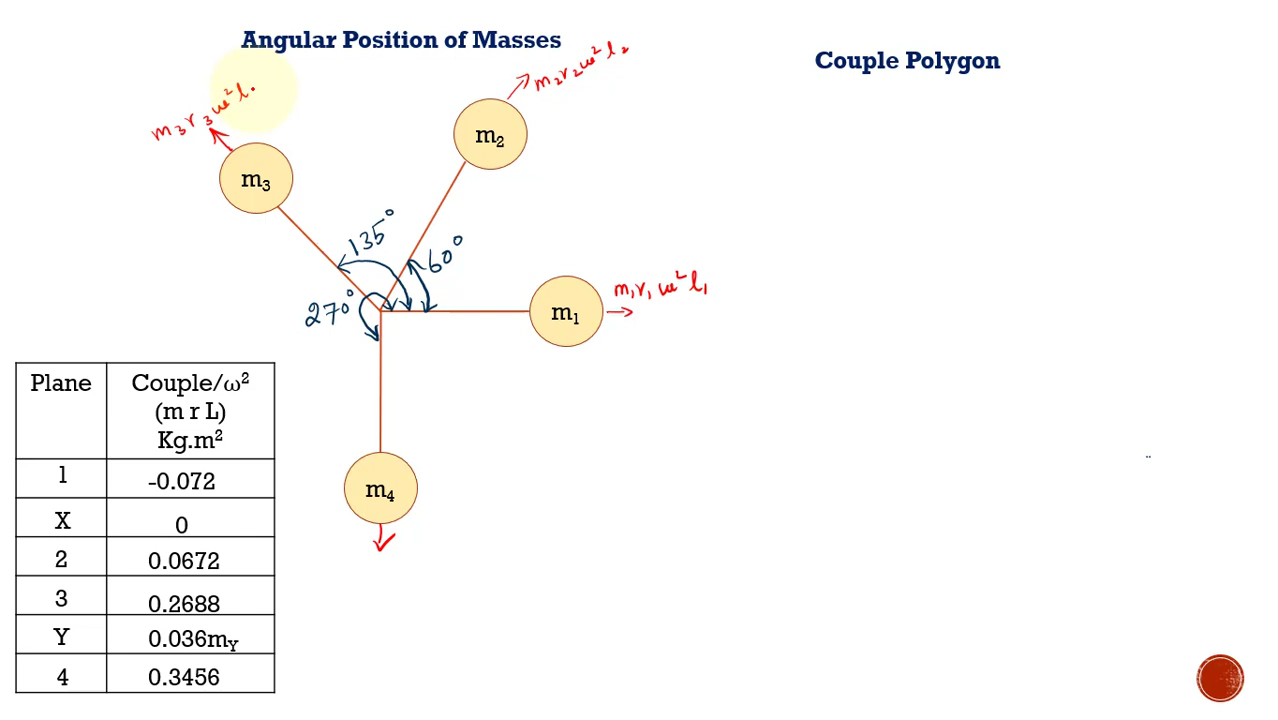 Angular Position of Masses
Couple Polygon
m₂r₂ω²l₂
m₃r₃ω²l.
m₂
m₃
135°
60°
270°
m₁r₁ω²l₁
m₁
Plane Couple/ω²
(m r L)
Kg.m²
1 -0.072
X 0
2 0.0672
3 0.2688
Y 0.036mY
4 0.3456
m₄